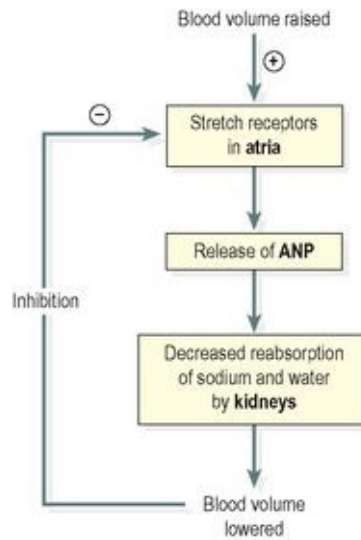 Blood volume raised
+
−
Stretch receptors
in atria
Release of ANP
Inhibition
Decreased reabsorption
of sodium and water
by kidneys
Blood volume
lowered